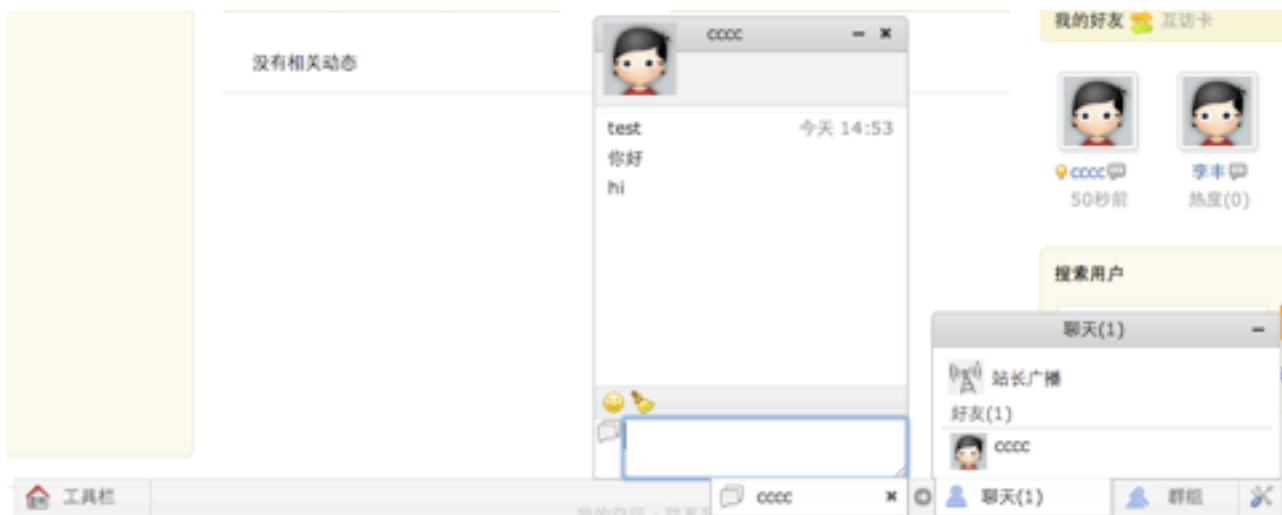 我的好友 互访卡
cccc
没有相关动态
test 今天 14:53
你好
hi
cccc 李丰
50秒前 热度(0)
搜索用户
聊天(1)
站长广播
好友(1)
cccc
工具栏
cccc
聊天(1)
群组